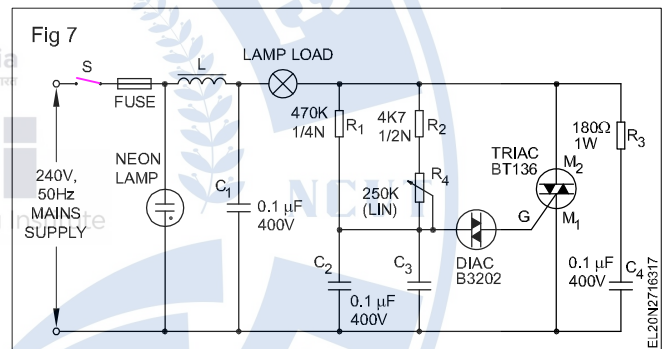 Fig 7
S
FUSE
L
LAMP LOAD
240V,
50Hz
MAINS
SUPPLY
NEON
LAMP
C1
0.1 µF
400V
470K
1/4N
R1
4K7
1/2N
R2
R4
250K
(LIN)
C2
0.1 µF
400V
C3
DIAC
B3202
G
TRIAC
BT136
M2
M1
180Ω
1W
R3
0.1 µF
400V
C4
EL20N2716317